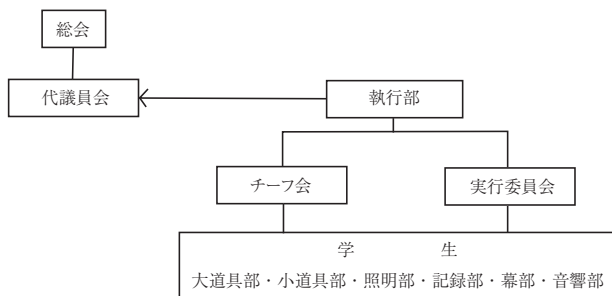 総会
代議員会
執行部
チーフ会
実行委員会
学　生
大道具部・小道具部・照明部・記録部・幕部・音響部